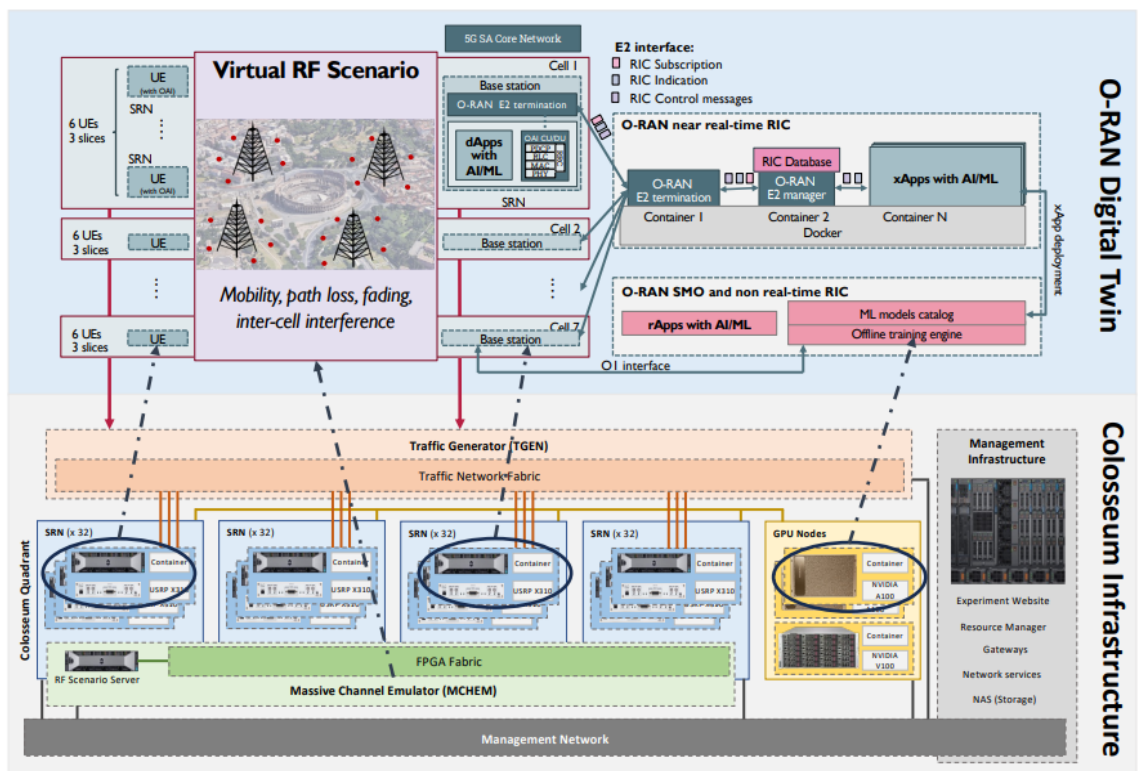 5G SA Core Network
E2 interface:
RIC Subscription
RIC Indication
RIC Control messages
Virtual RF Scenario
Mobility, path loss, fading,
inter-cell interference
6 UEs
3 slices
UE
(with OAI)
SRN
SRN
UE
(with OAI)
Cell 1
Base station
O-RAN E2 termination
dApps
with
AI/ML
OAI CU/DU
PDCP
RLC
MAC
PHY
SRN
6 UEs
3 slices
UE
Cell 2
Base station
6 UEs
3 slices
UE
Cell 7
Base station
O-RAN near real-time RIC
RIC Database
O-RAN
E2 termination
O-RAN
E2 manager
xApps with AI/ML
Container 1
Container 2
Container N
Docker
xApp deployment
O-RAN SMO and non real-time RIC
rApps with AI/ML
ML models catalog
Offline training engine
O1 interface
O-RAN Digital Twin
Traffic Generator (TGEN)
Traffic Network Fabric
Colosseum Quadrant
SRN (x 32)
Container
USRP X310
SRN (x 32)
Container
USRP X310
SRN (x 32)
Container
USRP X310
SRN (x 32)
Container
USRP X310
GPU Nodes
Container
NVIDIA
A100
Container
NVIDIA
V100
RF Scenario Server
FPGA Fabric
Massive Channel Emulator (MCHEM)
Management Network
Management
Infrastructure
Experiment Website
Resource Manager
Gateways
Network services
NAS (Storage)
Colosseum Infrastructure